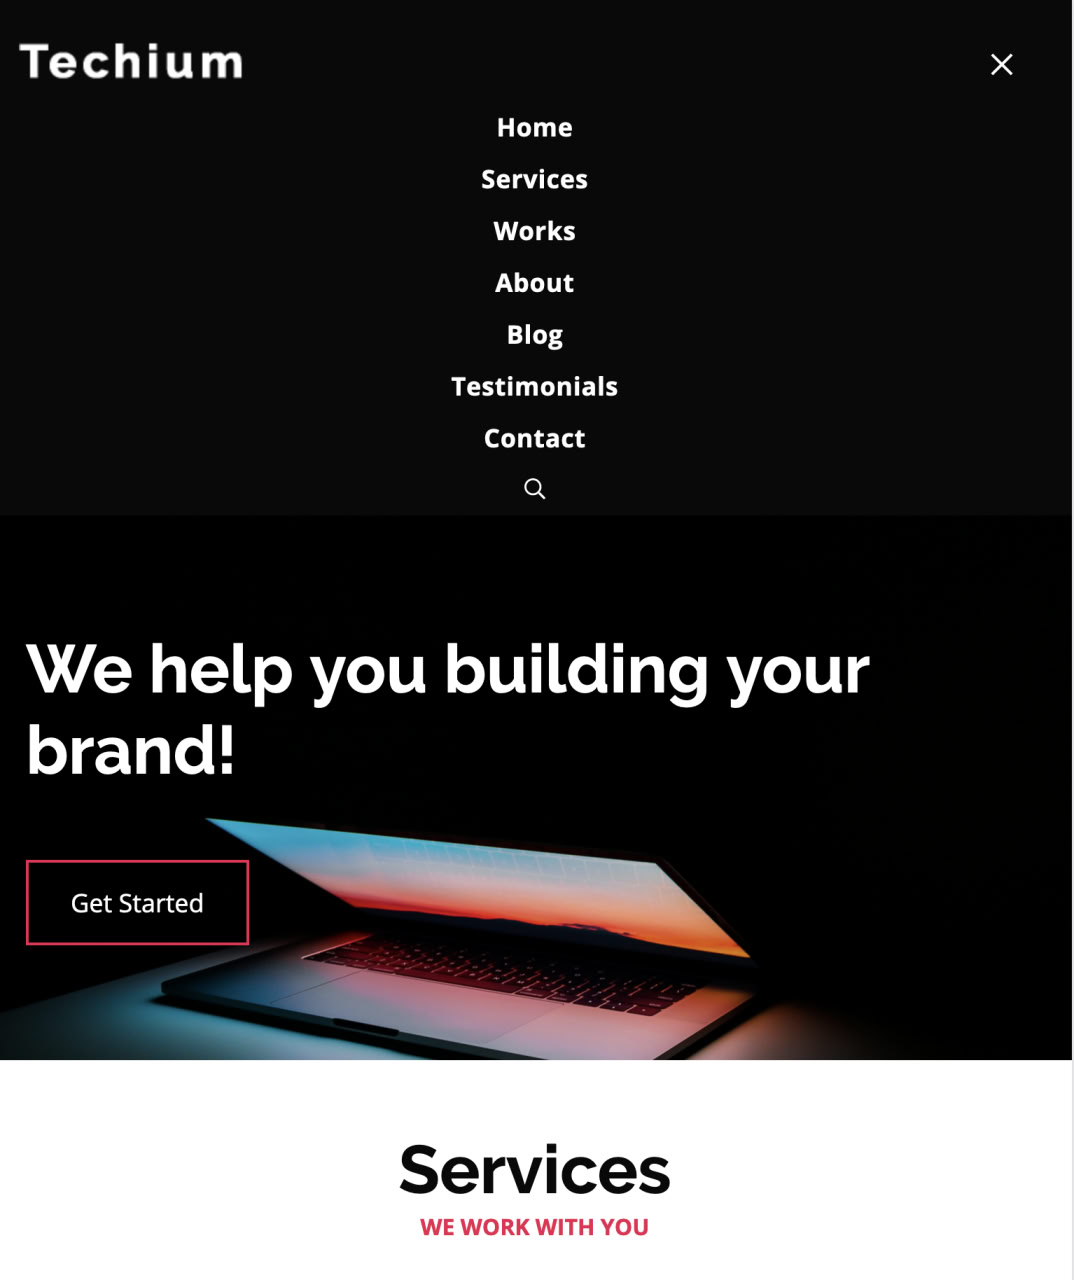 Techium
Home
Services
Works
About
Blog
Testimonials
Contact
We help you building your
brand!
Get Started
Services
WE WORK WITH YOU